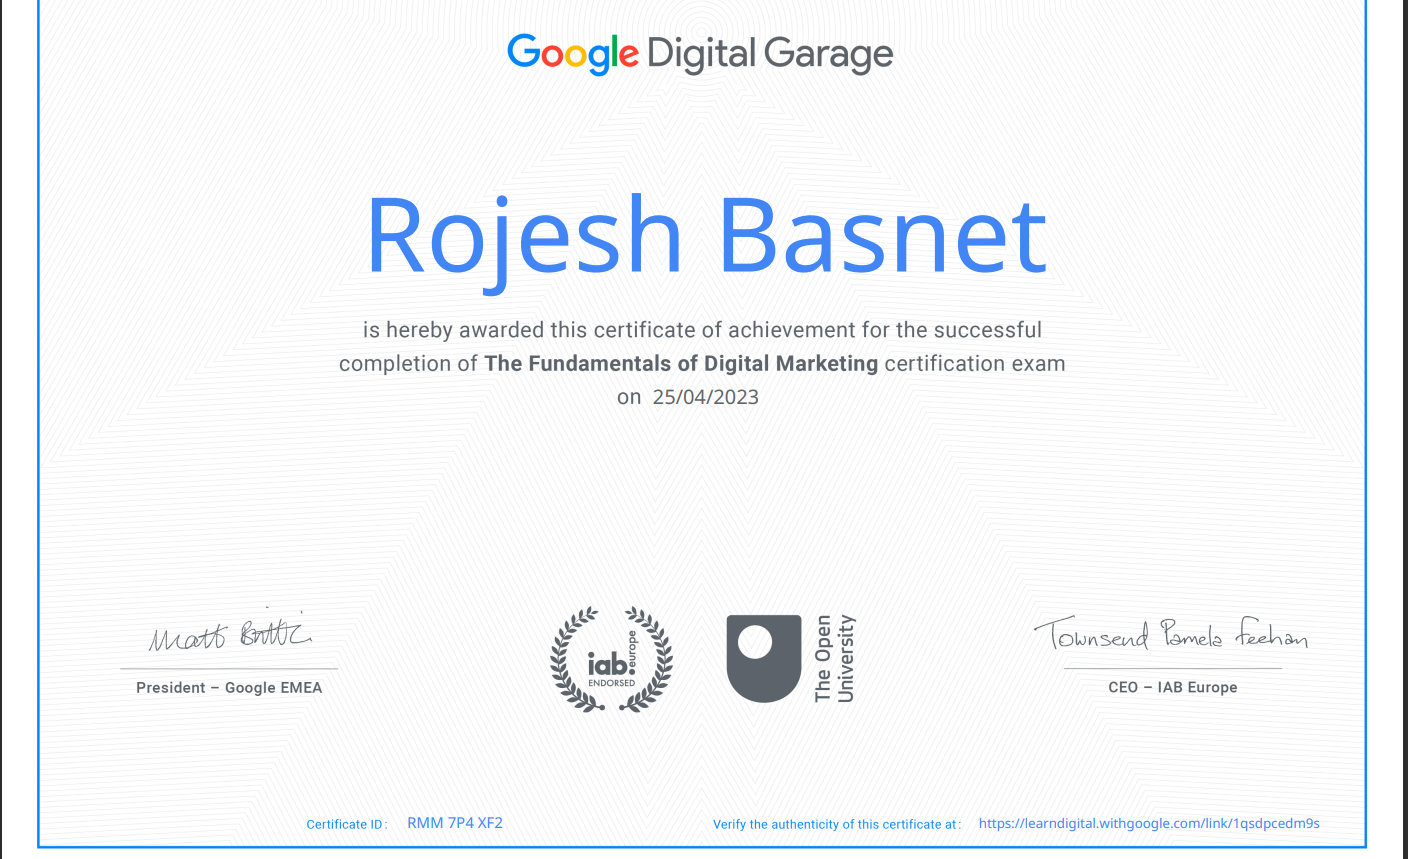 Google Digital Garage
Rojesh Basnet
is hereby awarded this certificate of achievement for the successful
completion of The Fundamentals of Digital Marketing certification exam
on 25/04/2023
Matt Brittin
President – Google EMEA
iab.europe
ENDORSED
The Open
University
Townsend Pamela Feehan
CEO – IAB Europe
Certificate ID : RMM 7P4 XF2
Verify the authenticity of this certificate at : https://learndigital.withgoogle.com/link/1qsdpcedm9s